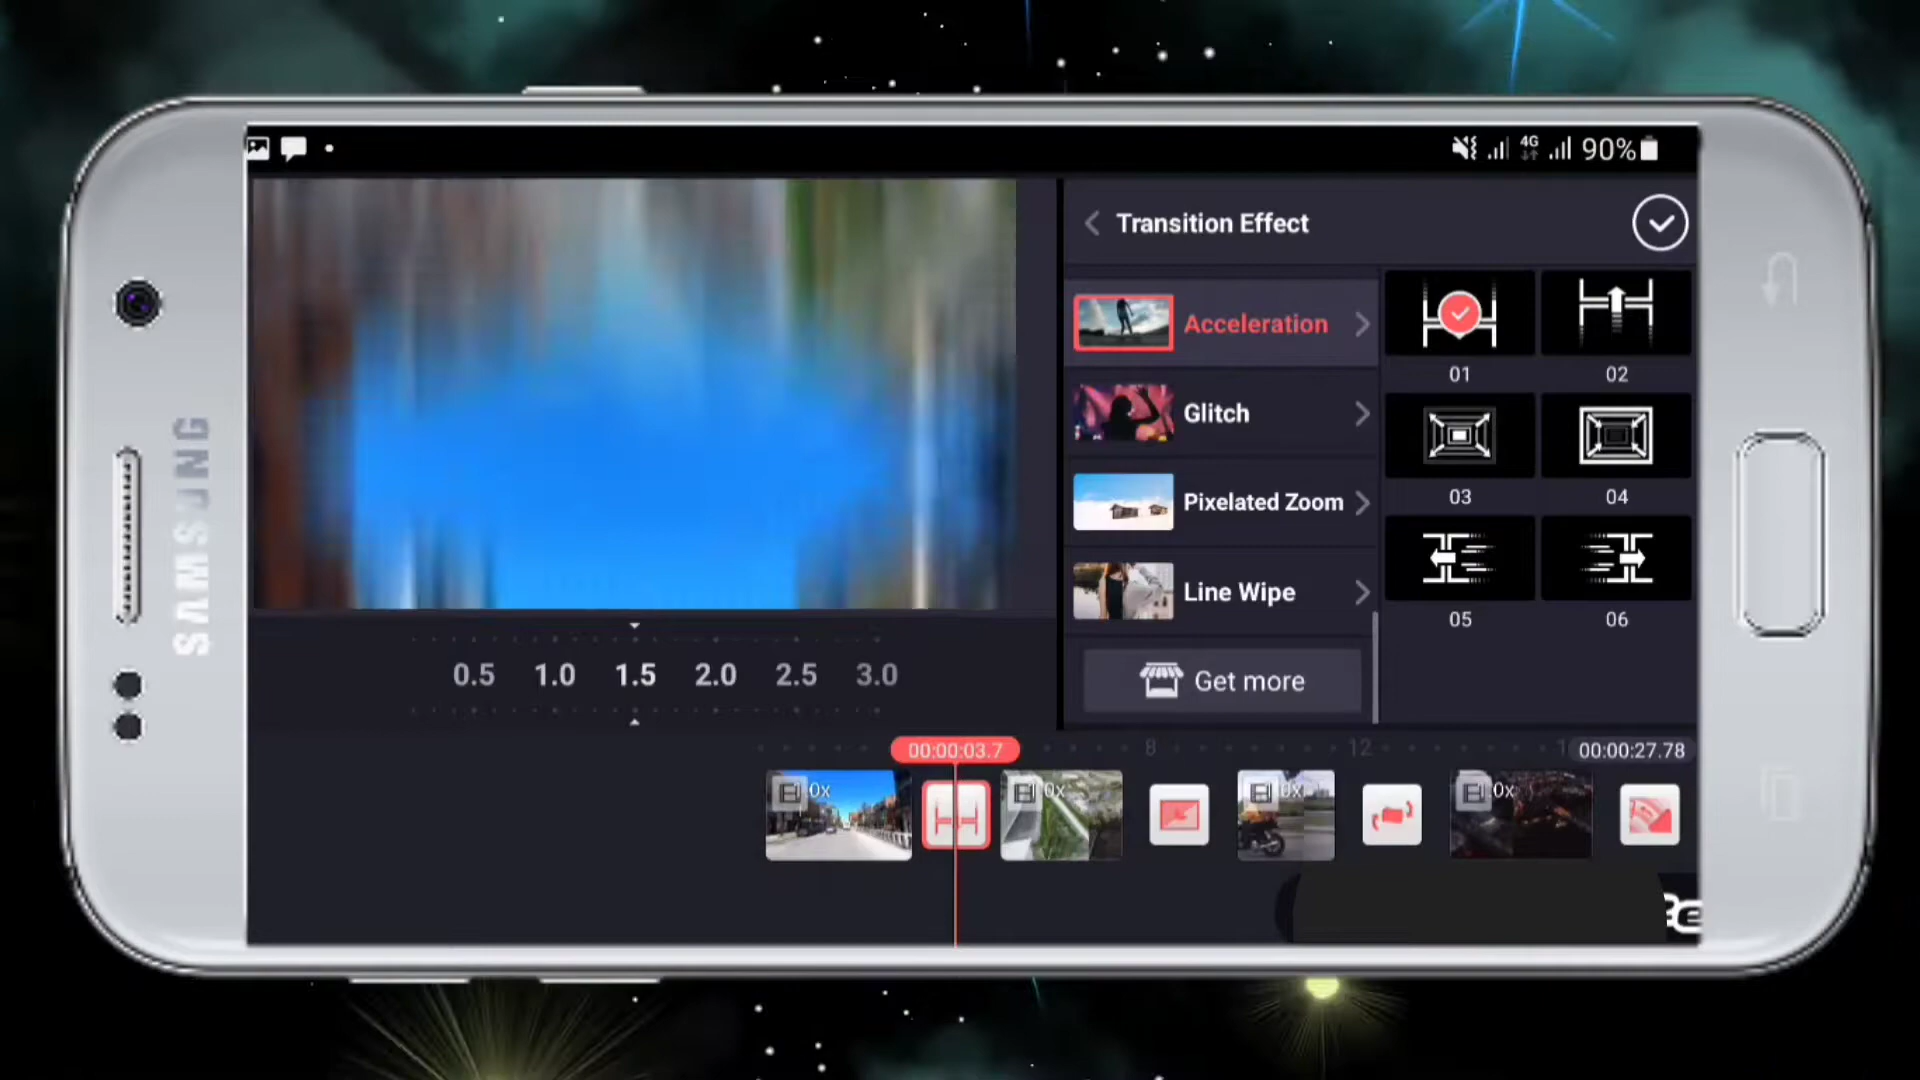 4G 90%
Transition Effect
Acceleration
Glitch
Pixelated Zoom
Line Wipe
Get more
01 02
03 04
05 06
0.5 1.0 1.5 2.0 2.5 3.0
00:00:03.7 8 12 00:00:27.78
0x 0x 0x .0x
SAMSUNG